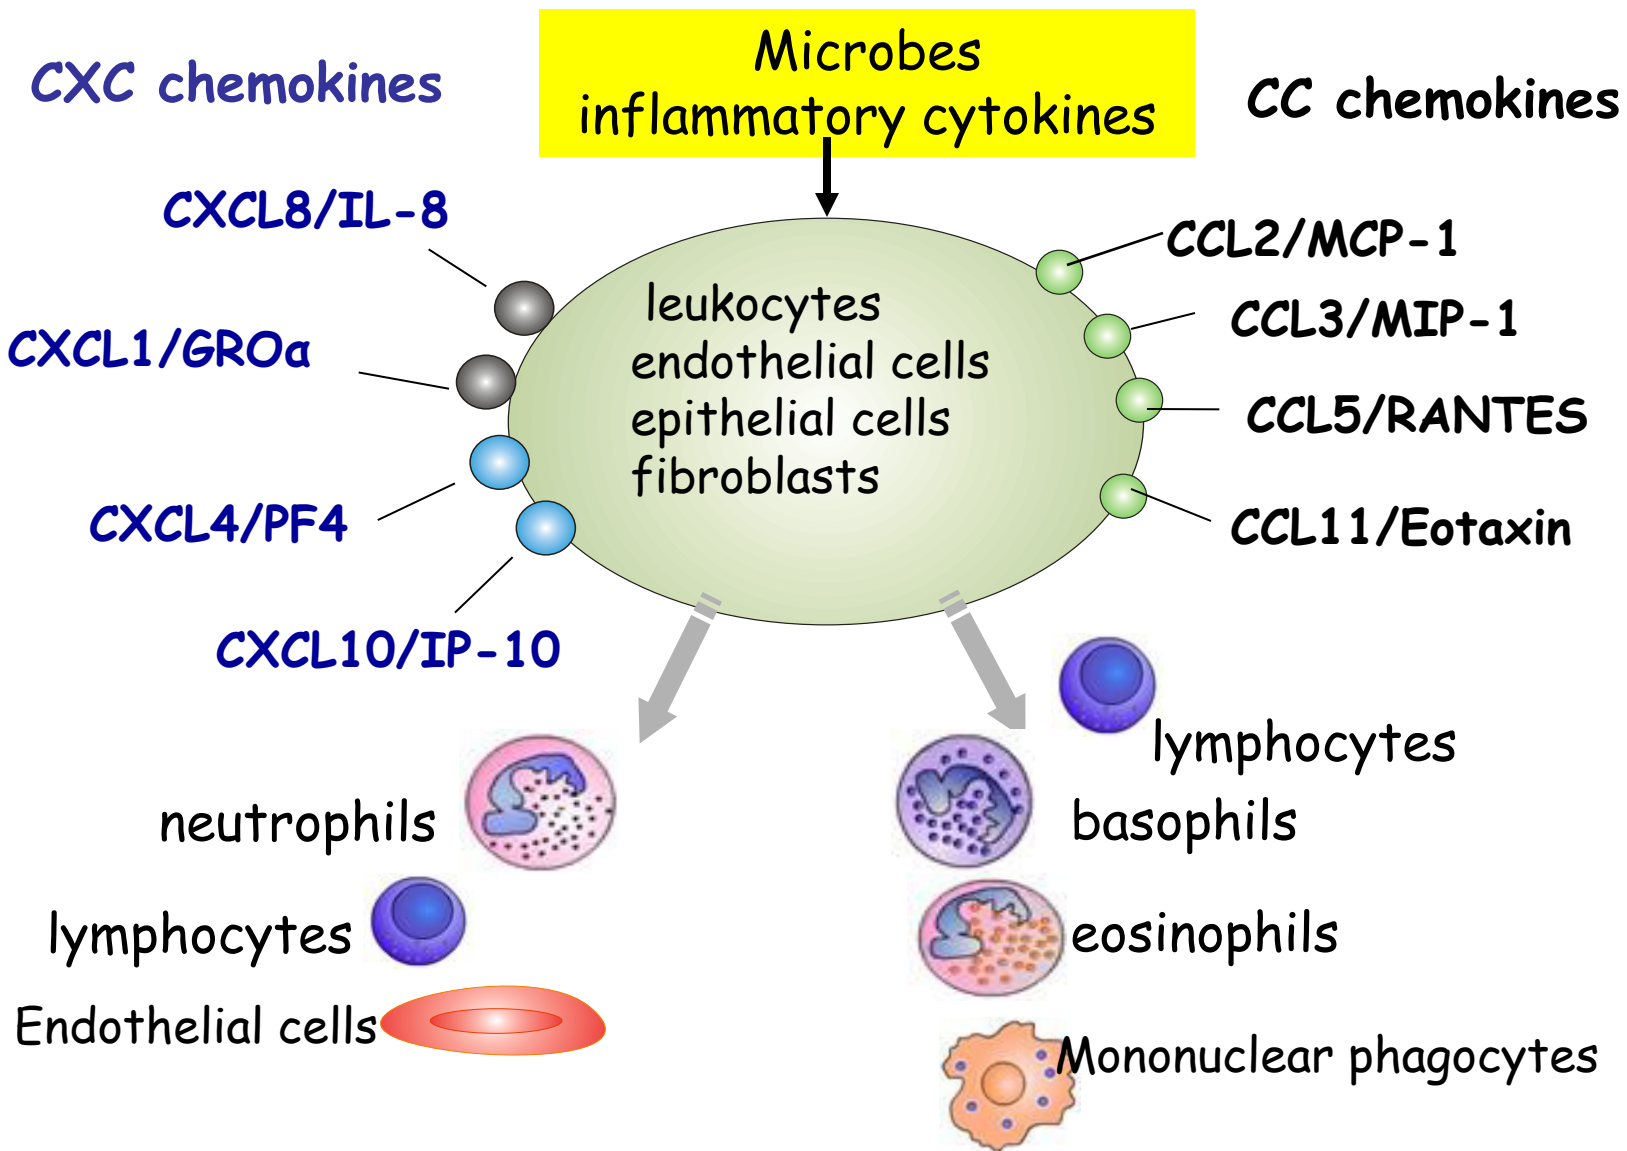 Microbes
inflammatory cytokines
CXC chemokines
CC chemokines
CXCL8/IL-8
CXCL1/GROα
CXCL4/PF4
CXCL10/IP-10
leukocytes
endothelial cells
epithelial cells
fibroblasts
CCL2/MCP-1
CCL3/MIP-1
CCL5/RANTES
CCL11/Eotaxin
neutrophils
lymphocytes
Endothelial cells
lymphocytes
basophils
eosinophils
Mononuclear phagocytes